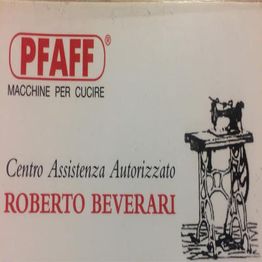 PFAFF®
MACCHINE PER CUCIRE
Centro Assistenza Autorizzato
ROBERTO BEVERARI